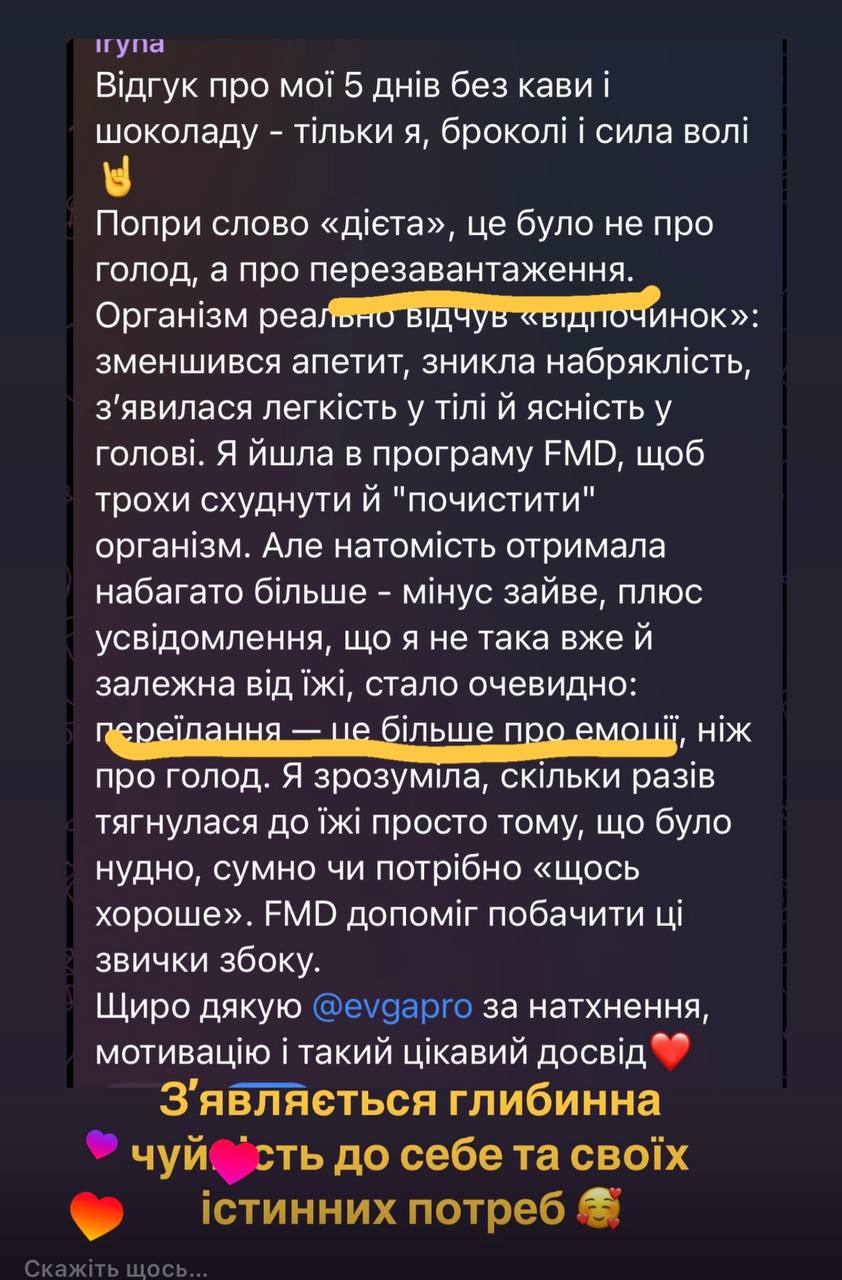 iryna
Відгук про мої 5 днів без кави і
шоколаду - тільки я, броколі і сила волі
🤘
Попри слово «дієта», це було не про
голод, а про перезавантаження.
Організм реально відчув «відпочинок»:
зменшився апетит, зникла набряклість,
зʼявилася легкість у тілі й ясність у
голові. Я йшла в програму FMD, щоб
трохи схуднути й "почистити"
організм. Але натомість отримала
набагато більше - мінус зайве, плюс
усвідомлення, що я не така вже й
залежна від їжі, стало очевидно:
переїдання — це більше про емоції, ніж
про голод. Я зрозуміла, скільки разів
тягнулася до їжі просто тому, що було
нудно, сумно чи потрібно «щось
хороше». FMD допоміг побачити ці
звички збоку.
Щиро дякую @evgapro за натхнення,
мотивацію і такий цікавий досвід❤️
Зʼявляється глибинна
чуйність до себе та своїх
істинних потреб 🥰
Скажіть щось...